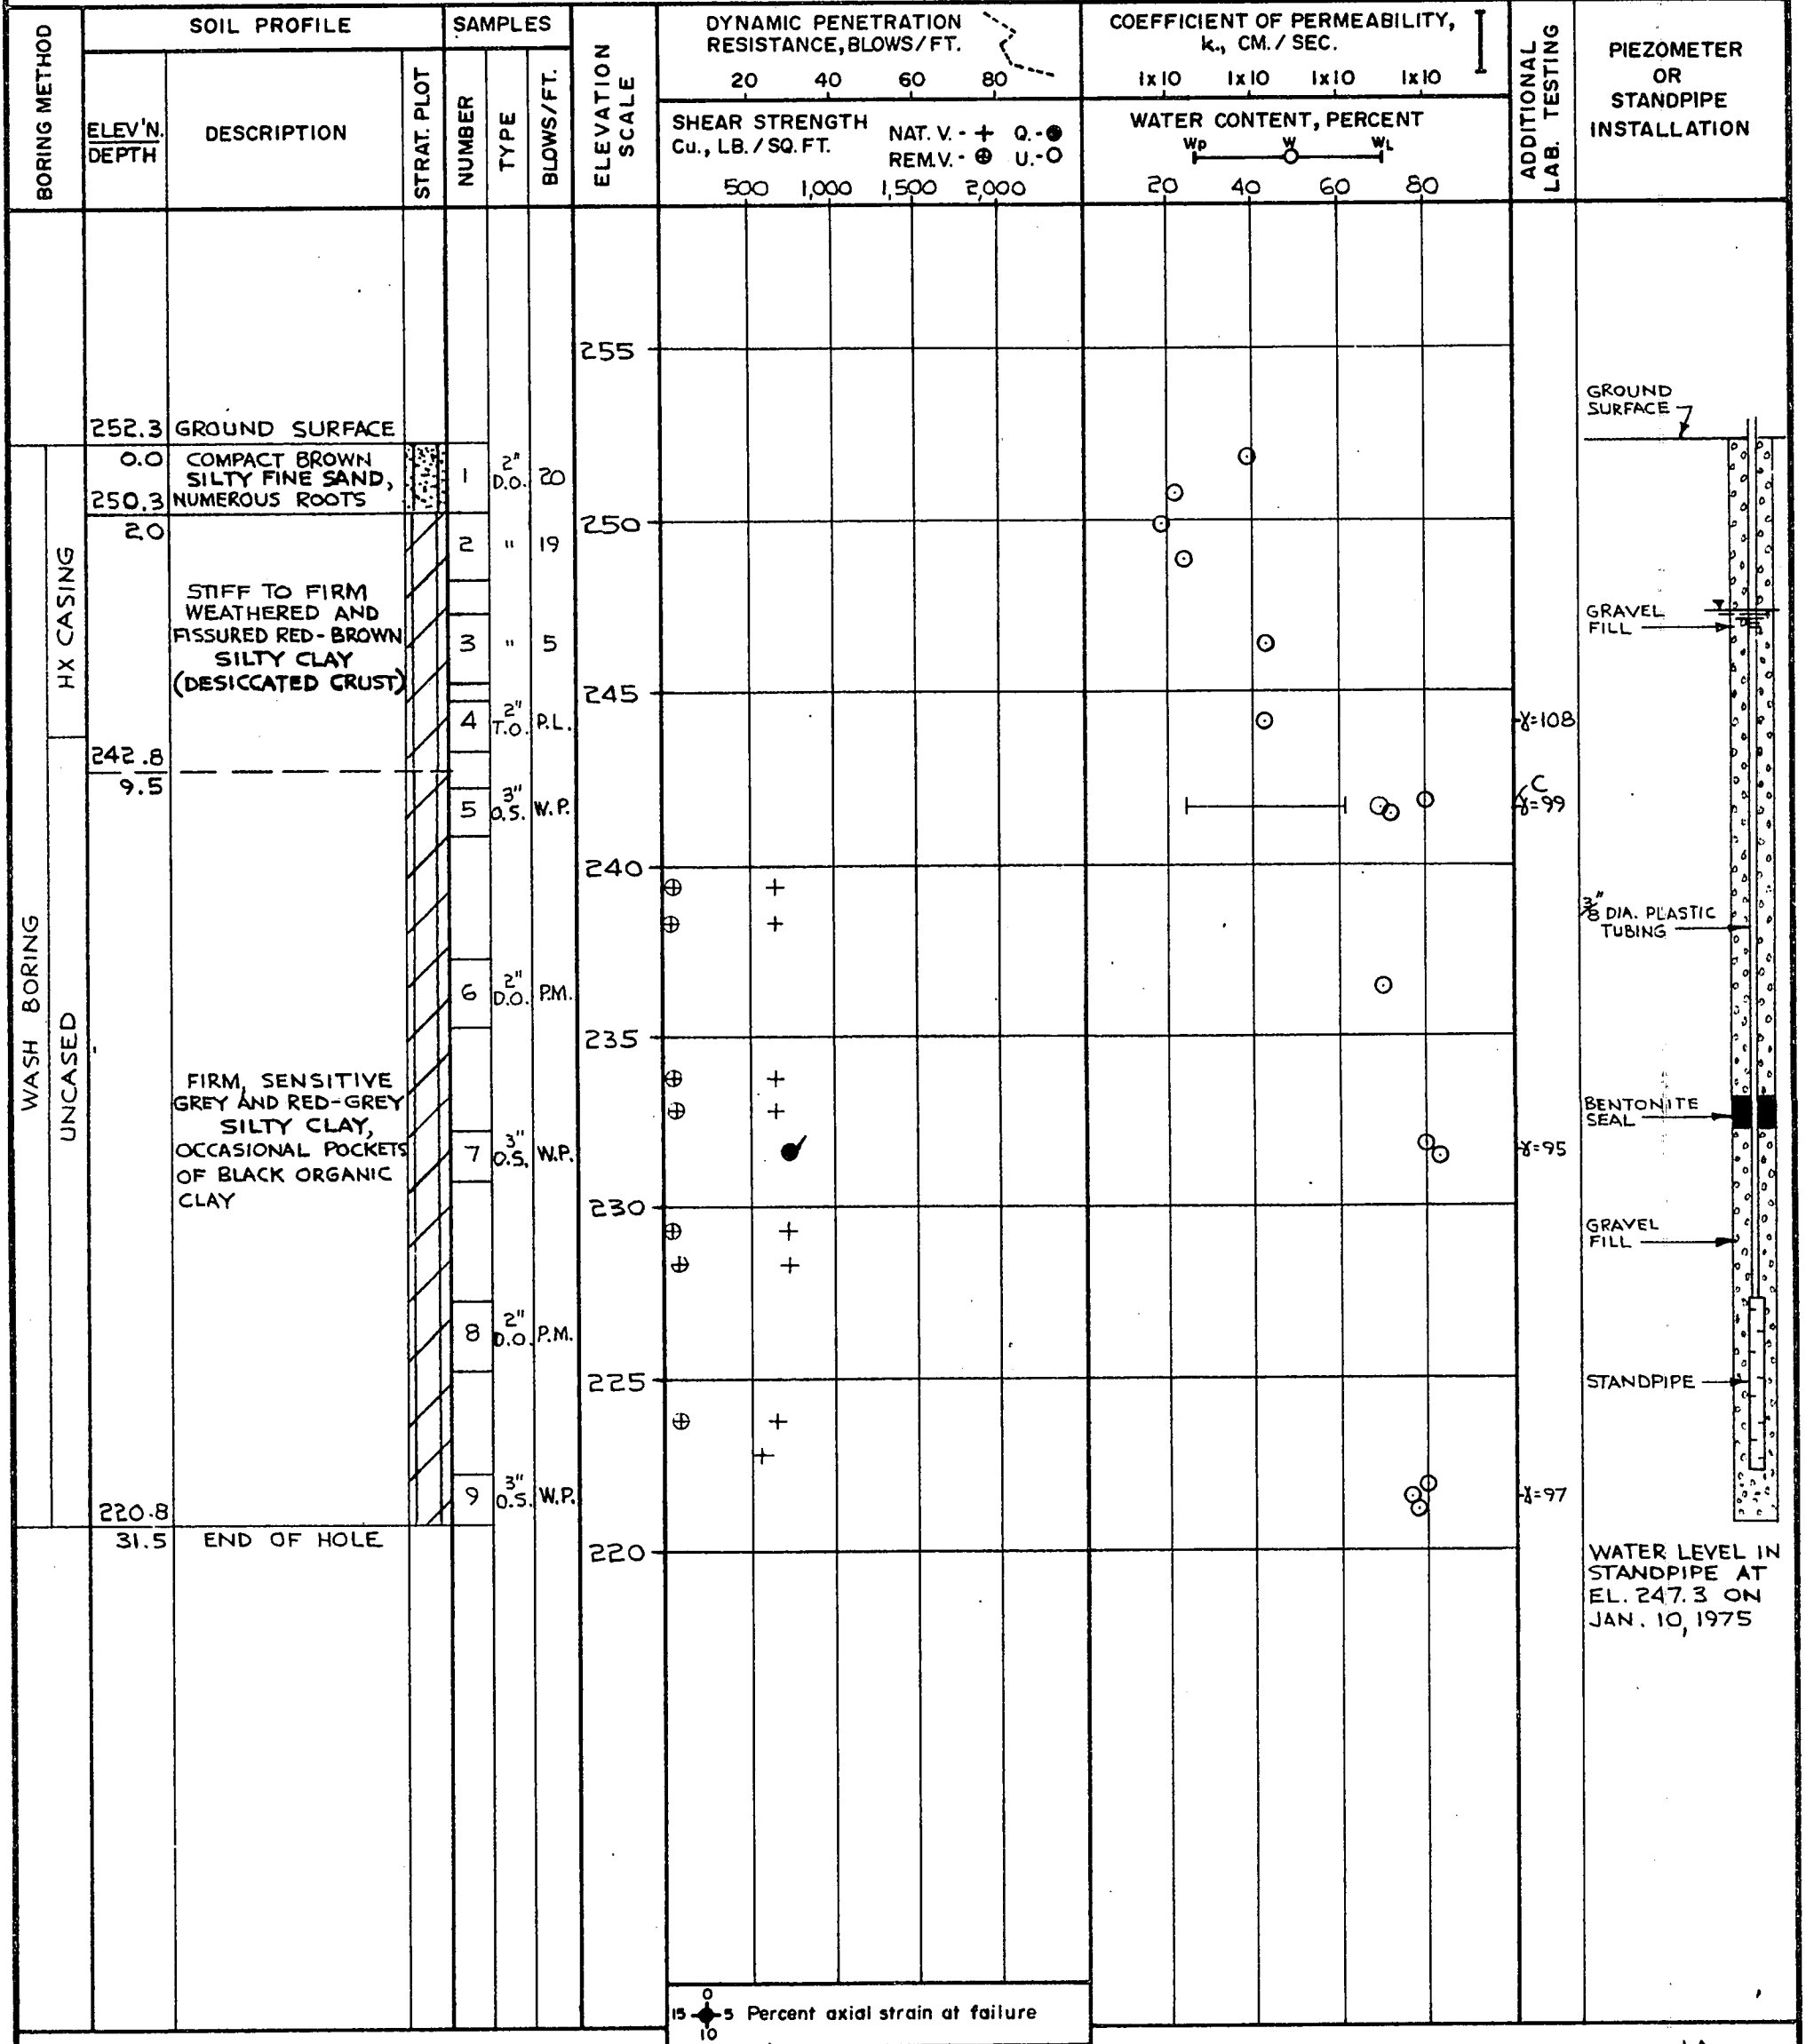 BORING METHOD
SOIL PROFILE
ELEV'N.
DEPTH
DESCRIPTION
STRAT. PLOT
SAMPLES
NUMBER
TYPE
BLOWS/FT.
ELEVATION
SCALE
DYNAMIC PENETRATION
RESISTANCE, BLOWS/FT.
20 40 60 80
SHEAR STRENGTH
Cu., LB./SQ.FT.
NAT. V. - + Q. - ●
REM.V. - ⊕ U. - O
500 1,000 1,500 2,000
COEFFICIENT OF PERMEABILITY,
k., CM./SEC.
1x10 1x10 1x10 1x10
WATER CONTENT, PERCENT
Wp W WL
20 40 60 80
ADDITIONAL
LAB. TESTING
PIEZOMETER
OR
STANDPIPE
INSTALLATION
WASH BORING
HX CASING
UNCASED
252.3 GROUND SURFACE
0.0
COMPACT BROWN
SILTY FINE SAND,
NUMEROUS ROOTS
250.3
2.0
STIFF TO FIRM
WEATHERED AND
FISSURED RED-BROWN
SILTY CLAY
(DESICCATED CRUST)
242.8
9.5
FIRM, SENSITIVE
GREY AND RED-GREY
SILTY CLAY,
OCCASIONAL POCKETS
OF BLACK ORGANIC
CLAY
220.8
31.5 END OF HOLE
1 2" D.O. 20
2 " 19
3 " 5
4 2" T.O. P.L.
5 3" O.S. W.P.
6 2" D.O. P.M.
7 3" O.S. W.P.
8 2" D.O. P.M.
9 3" O.S. W.P.
255
250
245
240
235
230
225
220
γ=108
C
γ=99
γ=95
γ=97
GROUND
SURFACE
GRAVEL
FILL
3/8" DIA. PLASTIC
TUBING
BENTONITE
SEAL
GRAVEL
FILL
STANDPIPE
WATER LEVEL IN
STANDPIPE AT
EL. 247.3 ON
JAN. 10, 1975
0
15 5 Percent axial strain at failure
10